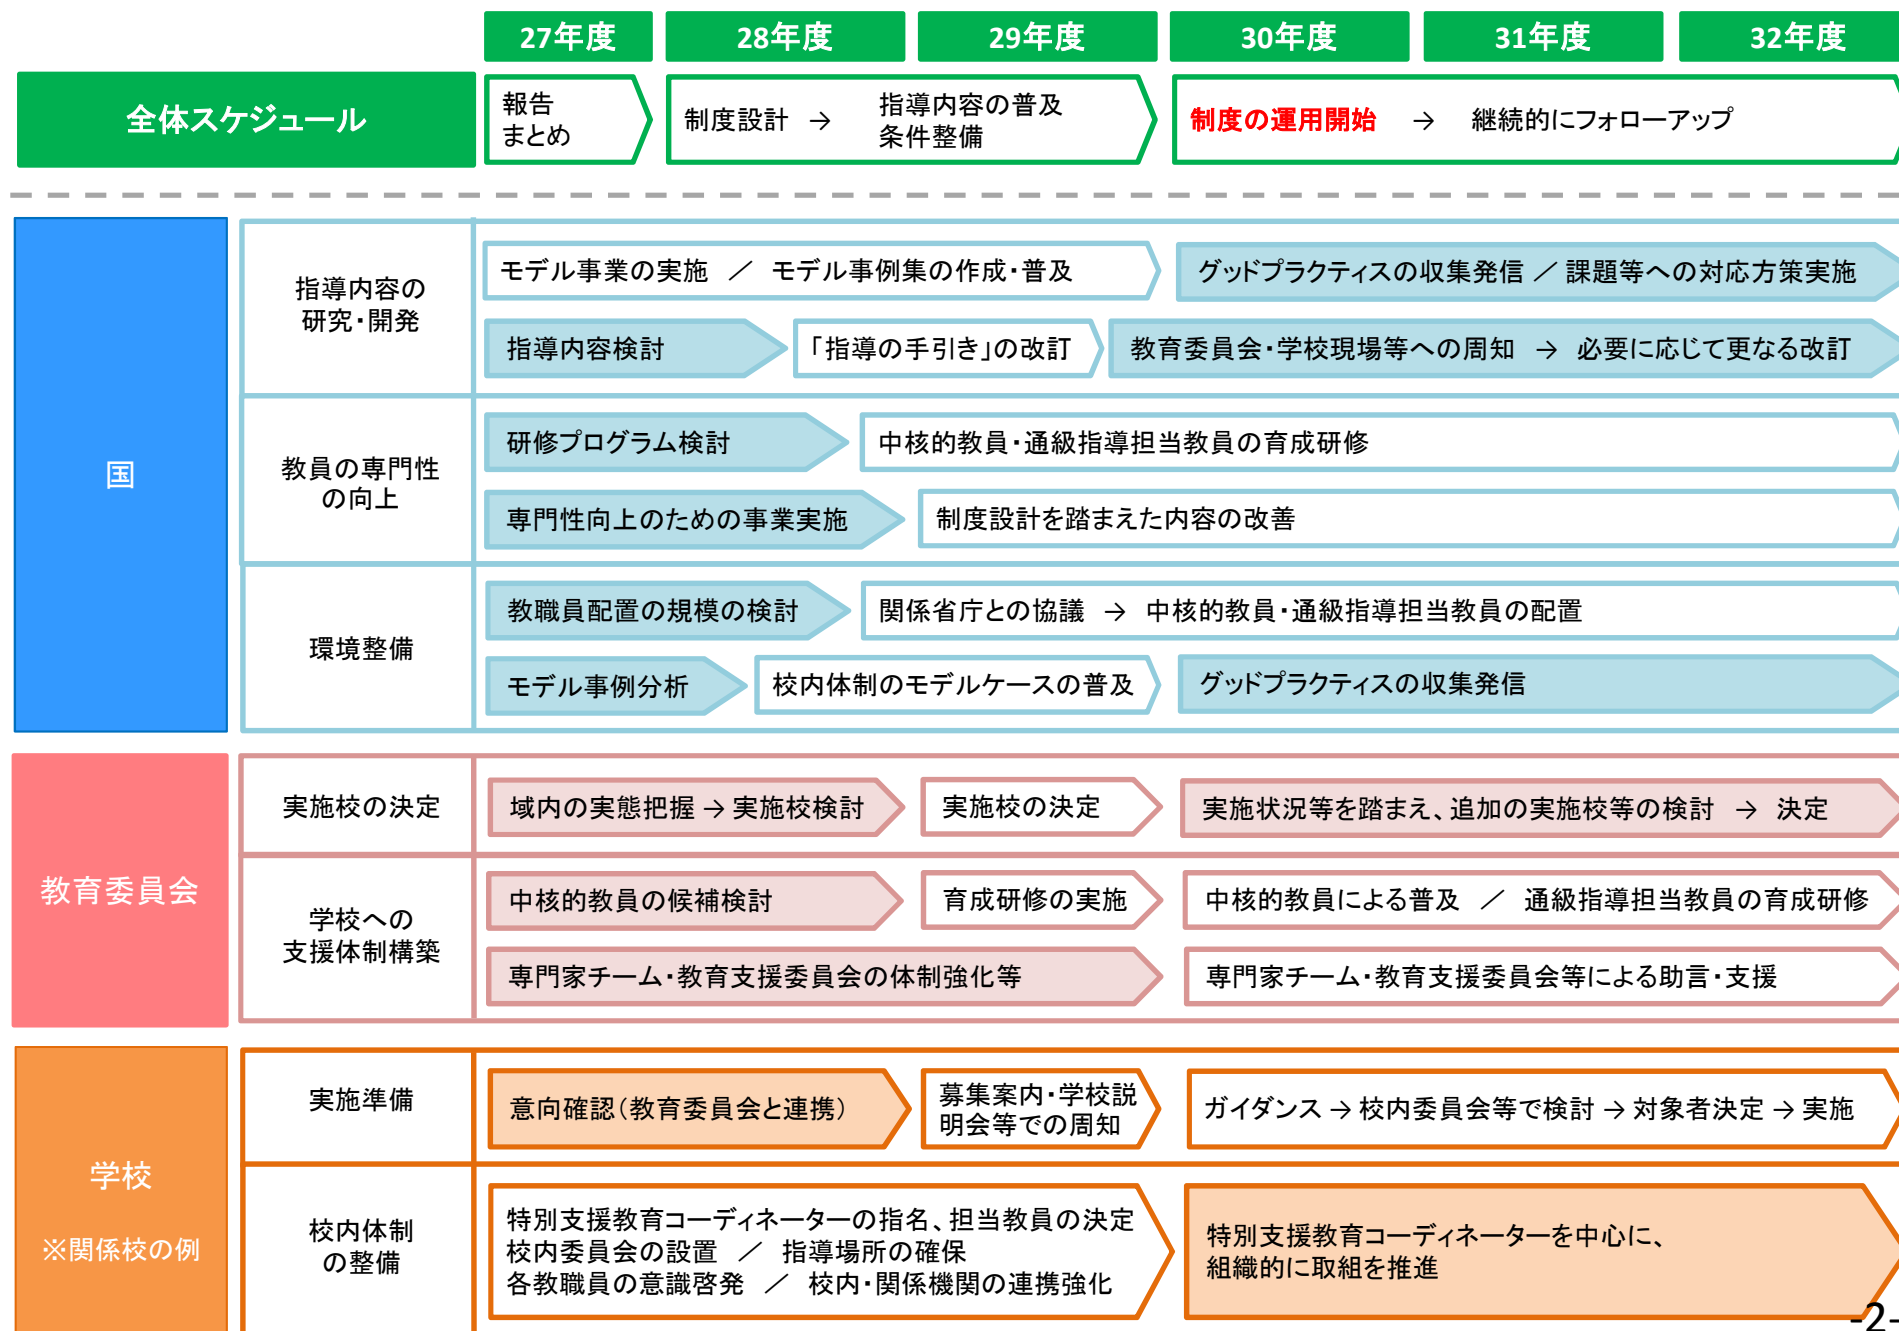 27年度 28年度 29年度 30年度 31年度 32年度
全体スケジュール
報告
まとめ
制度設計 → 指導内容の普及
条件整備
制度の運用開始 → 継続的にフォローアップ
国
指導内容の
研究・開発
モデル事業の実施 ／ モデル事例集の作成・普及
グッドプラクティスの収集発信 ／ 課題等への対応方策実施
指導内容検討
「指導の手引き」の改訂
教育委員会・学校現場等への周知 → 必要に応じて更なる改訂
教員の専門性
の向上
研修プログラム検討
中核的教員・通級指導担当教員の育成研修
専門性向上のための事業実施
制度設計を踏まえた内容の改善
環境整備
教職員配置の規模の検討
関係省庁との協議 → 中核的教員・通級指導担当教員の配置
モデル事例分析
校内体制のモデルケースの普及
グッドプラクティスの収集発信
教育委員会
実施校の決定
域内の実態把握 → 実施校検討
実施校の決定
実施状況等を踏まえ、追加の実施校等の検討 → 決定
学校への
支援体制構築
中核的教員の候補検討
育成研修の実施
中核的教員による普及 ／ 通級指導担当教員の育成研修
専門家チーム・教育支援委員会の体制強化等
専門家チーム・教育支援委員会等による助言・支援
学校
※関係校の例
実施準備
意向確認（教育委員会と連携）
募集案内・学校説
明会等での周知
ガイダンス → 校内委員会等で検討 → 対象者決定 → 実施
校内体制
の整備
特別支援教育コーディネーターの指名、担当教員の決定
校内委員会の設置 ／ 指導場所の確保
各教職員の意識啓発 ／ 校内・関係機関の連携強化
特別支援教育コーディネーターを中心に、
組織的に取組を推進
-2-